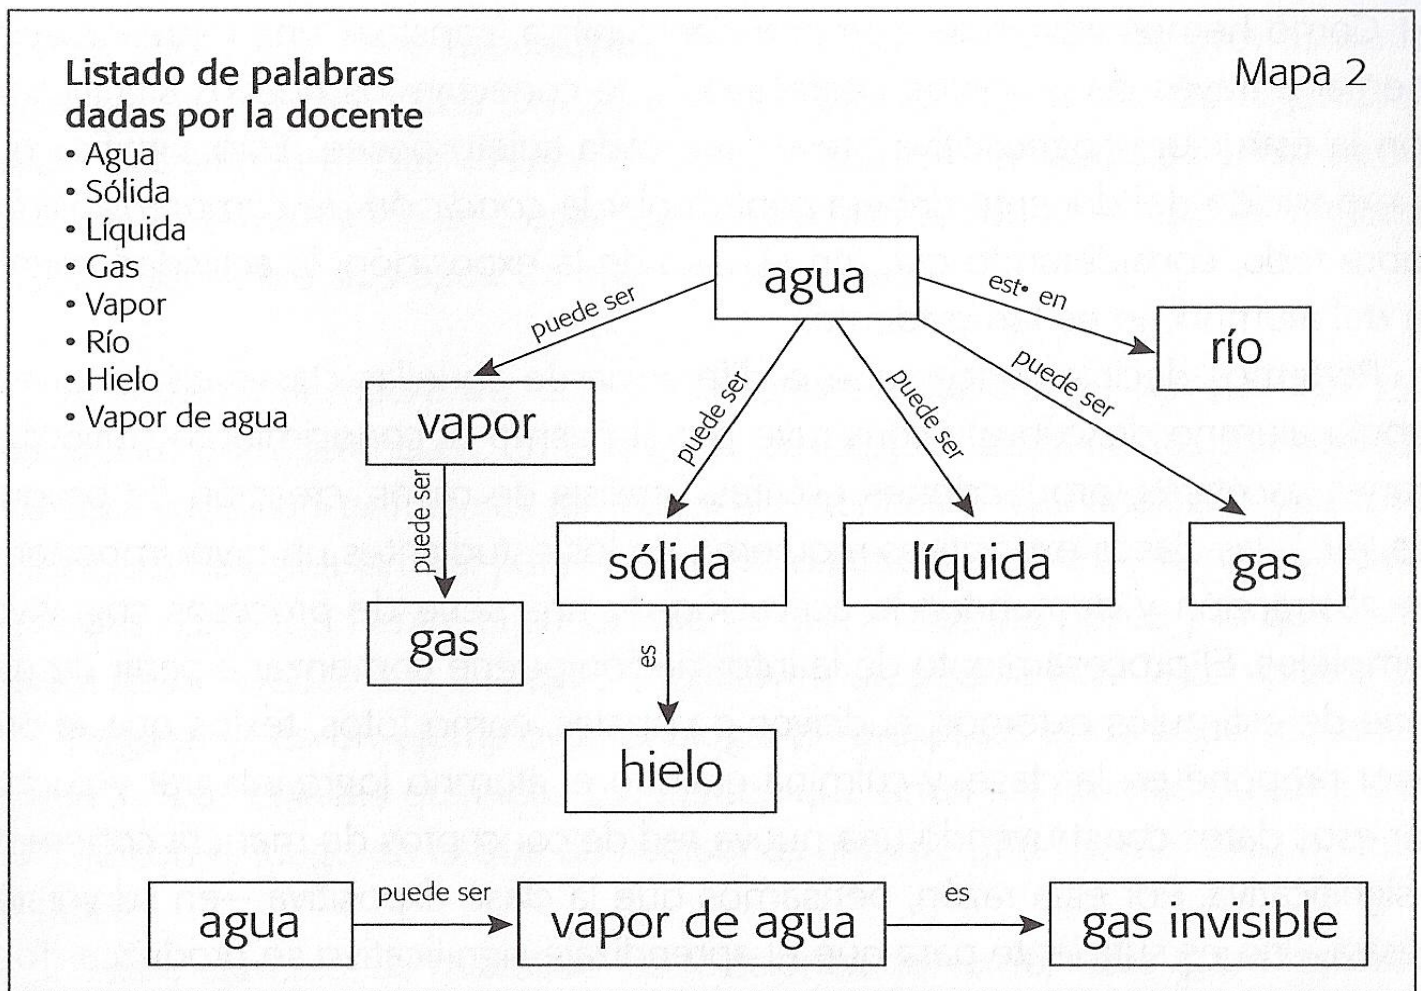 Listado de palabras
dadas por la docente
• Agua
• Sólida
• Líquida
• Gas
• Vapor
• Río
• Hielo
• Vapor de agua
Mapa 2
agua
puede ser
est• en
río
vapor
puede ser
puede ser
puede ser
puede ser
sólida
líquida
gas
gas
es
hielo
agua
puede ser
vapor de agua
es
gas invisible